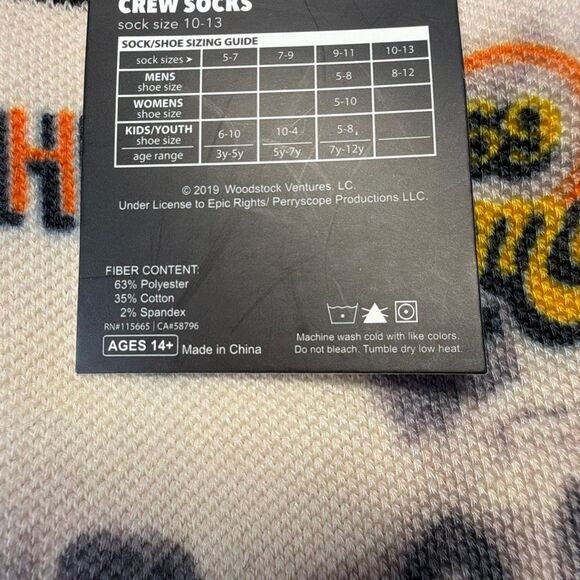 CREW SOCKS
sock size 10-13
SOCK/SHOE SIZING GUIDE
sock sizes ➤ 5-7 7-9 9-11 10-13
MENS shoe size 5-8 8-12
WOMENS shoe size 5-10
KIDS/YOUTH shoe size 6-10 10-4 5-8
age range 3y-5y 5y-7y 7y-12y
© 2019 Woodstock Ventures. LC.
Under License to Epic Rights/ Perryscope Productions LLC.
FIBER CONTENT:
63% Polyester
35% Cotton
2% Spandex
RN#115665 | CA#58796
AGES 14+ Made in China
Machine wash cold with like colors.
Do not bleach. Tumble dry low heat.
H